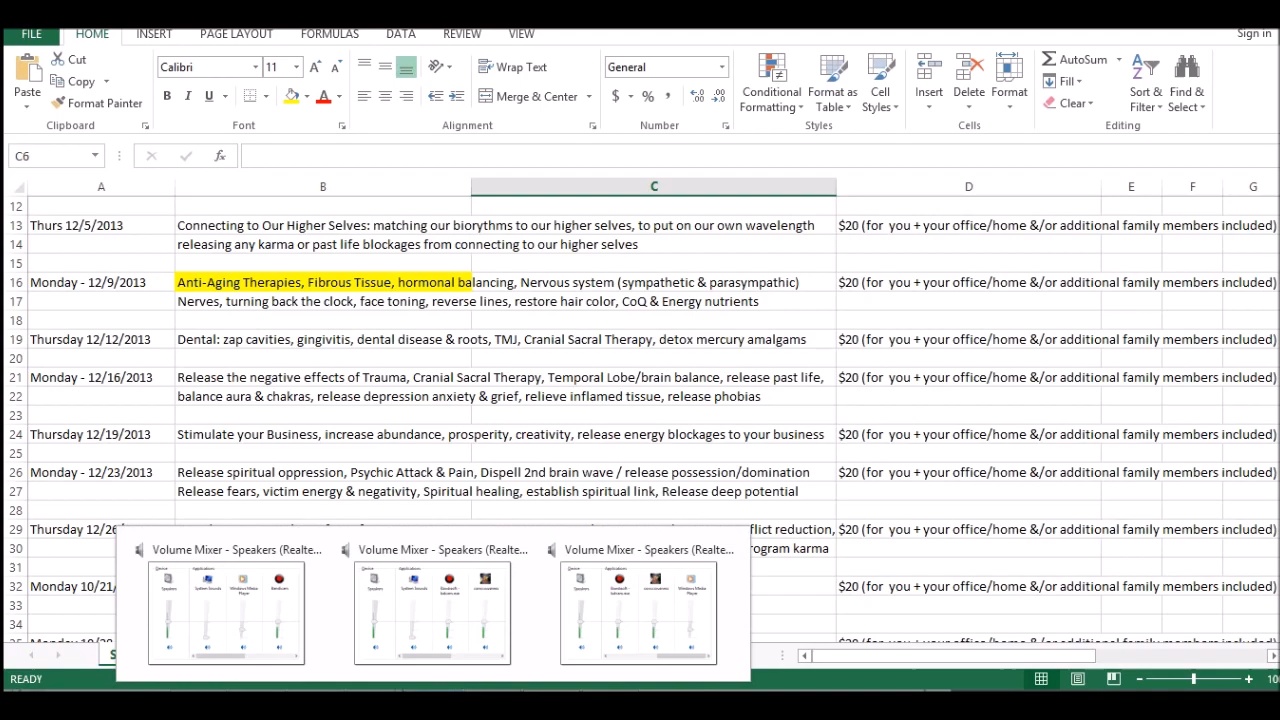 FILE HOME INSERT PAGE LAYOUT FORMULAS DATA REVIEW VIEW Sign in
Paste Cut Copy Format Painter Clipboard
Calibri 11 B I U A Font
Wrap Text Merge & Center Alignment
General $ % , Number
Conditional Formatting Format as Table Cell Styles Styles
Insert Delete Format Cells
AutoSum Fill Clear Sort & Filter Find & Select Editing
C6 fx
A B C D E F G
12
13 Thurs 12/5/2013 Connecting to Our Higher Selves: matching our biorythms to our higher selves, to put on our own wavelength $20 (for you + your office/home &/or additional family members included)
14 releasing any karma or past life blockages from connecting to our higher selves
15
16 Monday - 12/9/2013 Anti-Aging Therapies, Fibrous Tissue, hormonal balancing, Nervous system (sympathetic & parasympathic) $20 (for you + your office/home &/or additional family members included)
17 Nerves, turning back the clock, face toning, reverse lines, restore hair color, CoQ & Energy nutrients
18
19 Thursday 12/12/2013 Dental: zap cavities, gingivitis, dental disease & roots, TMJ, Cranial Sacral Therapy, detox mercury amalgams $20 (for you + your office/home &/or additional family members included)
20
21 Monday - 12/16/2013 Release the negative effects of Trauma, Cranial Sacral Therapy, Temporal Lobe/brain balance, release past life, $20 (for you + your office/home &/or additional family members included)
22 balance aura & chakras, release depression anxiety & grief, relieve inflamed tissue, release phobias
23
24 Thursday 12/19/2013 Stimulate your Business, increase abundance, prosperity, creativity, release energy blockages to your business $20 (for you + your office/home &/or additional family members included)
25
26 Monday - 12/23/2013 Release spiritual oppression, Psychic Attack & Pain, Dispell 2nd brain wave / release possession/domination $20 (for you + your office/home &/or additional family members included)
27 Release fears, victim energy & negativity, Spiritual healing, establish spiritual link, Release deep potential
28
29 Thursday 12/26 reduction, $20 (for you + your office/home &/or additional family members included)
30 program karma
31
32 Monday 10/21/ $20 (for you + your office/home &/or additional family members included)
33
34
Volume Mixer - Speakers (Realte... Volume Mixer - Speakers (Realte... Volume Mixer - Speakers (Realte...
READY 100